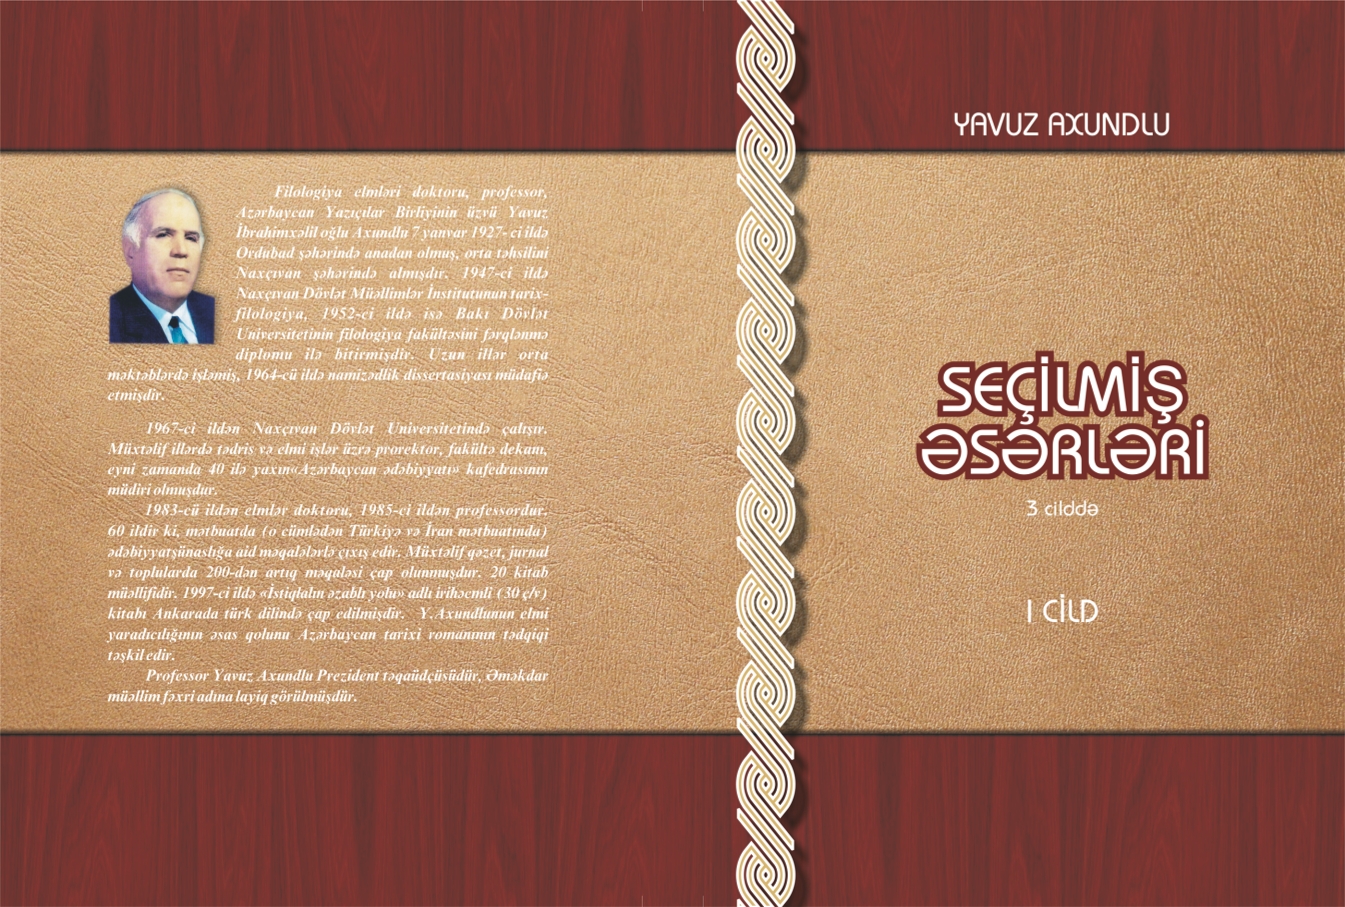 Filologiya elmləri doktoru, professor,
Azərbaycan Yazıçılar Birliyinin üzvü Yavuz
İbrahimxəlil oğlu Axundlu 7 yanvar 1927- ci ildə
Ordubad şəhərində anadan olmuş, orta təhsilini
Naxçıvan şəhərində almışdır. 1947-ci ildə
Naxçıvan Dövlət Müəllimlər İnstitutunun tarix-
filologiya, 1952-ci ildə isə Bakı Dövlət
Universitetinin filologiya fakültəsini fərqlənmə
diplomu ilə bitirmişdir. Uzun illər orta
məktəblərdə işləmiş, 1964-cü ildə namizədlik dissertasiyası müdafiə
etmişdir.
1967-ci ildən Naxçıvan Dövlət Universitetində çalışır.
Müxtəlif illərdə tədris və elmi işlər üzrə prorektor, fakültə dekanı,
eyni zamanda 40 ilə yaxın«Azərbaycan ədəbiyyatı» kafedrasının
müdiri olmuşdur.
1983-cü ildən elmlər doktoru, 1985-ci ildən professordur.
60 ildir ki, mətbuatda (o cümlədən Türkiyə və İran mətbuatında)
ədəbiyyatşünaslığa aid məqalələrlə çıxış edir. Müxtəlif qəzet, jurnal
və toplularda 200-dən artıq məqaləsi çap olunmuşdur. 20 kitab
müəllifidir. 1997-ci ildə «İstiqlalın əzablı yolu» adlı irihəcmli (30 ç/v)
kitabı Ankarada türk dilində çap edilmişdir. Y.Axundlunun elmi
yaradıcılığının əsas qolunu Azərbaycan tarixi romanının tədqiqi
təşkil edir.
Professor Yavuz Axundlu Prezident təqaüdçüsüdür, Əməkdar
müəllim fəxri adına layiq görülmüşdür.
YAVUZ AXUNDLU
SEÇİLMİŞ
ƏSƏRLƏRİ
3 cilddə
I CİLD